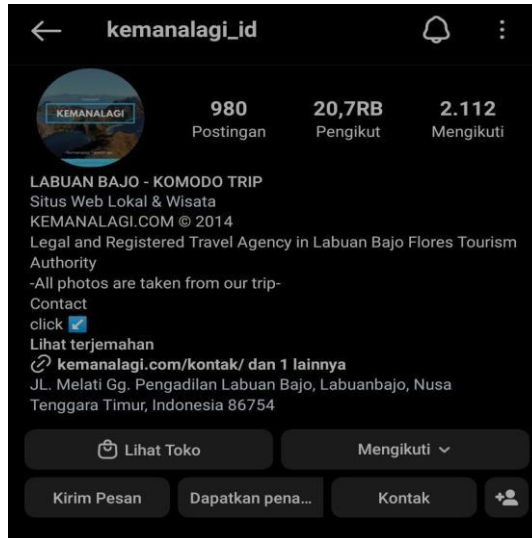 kemanalagi_id
KEMANALAGI
980
Postingan
20,7RB
Pengikut
2.112
Mengikuti
LABUAN BAJO - KOMODO TRIP
Situs Web Lokal & Wisata
KEMANALAGI.COM © 2014
Legal and Registered Travel Agency in Labuan Bajo Flores Tourism
Authority
-All photos are taken from our trip-
Contact
click ↙️
Lihat terjemahan
kemanalagi.com/kontak/ dan 1 lainnya
JL. Melati Gg. Pengadilan Labuan Bajo, Labuanbajo, Nusa
Tenggara Timur, Indonesia 86754
Lihat Toko
Mengikuti
Kirim Pesan
Dapatkan pena...
Kontak